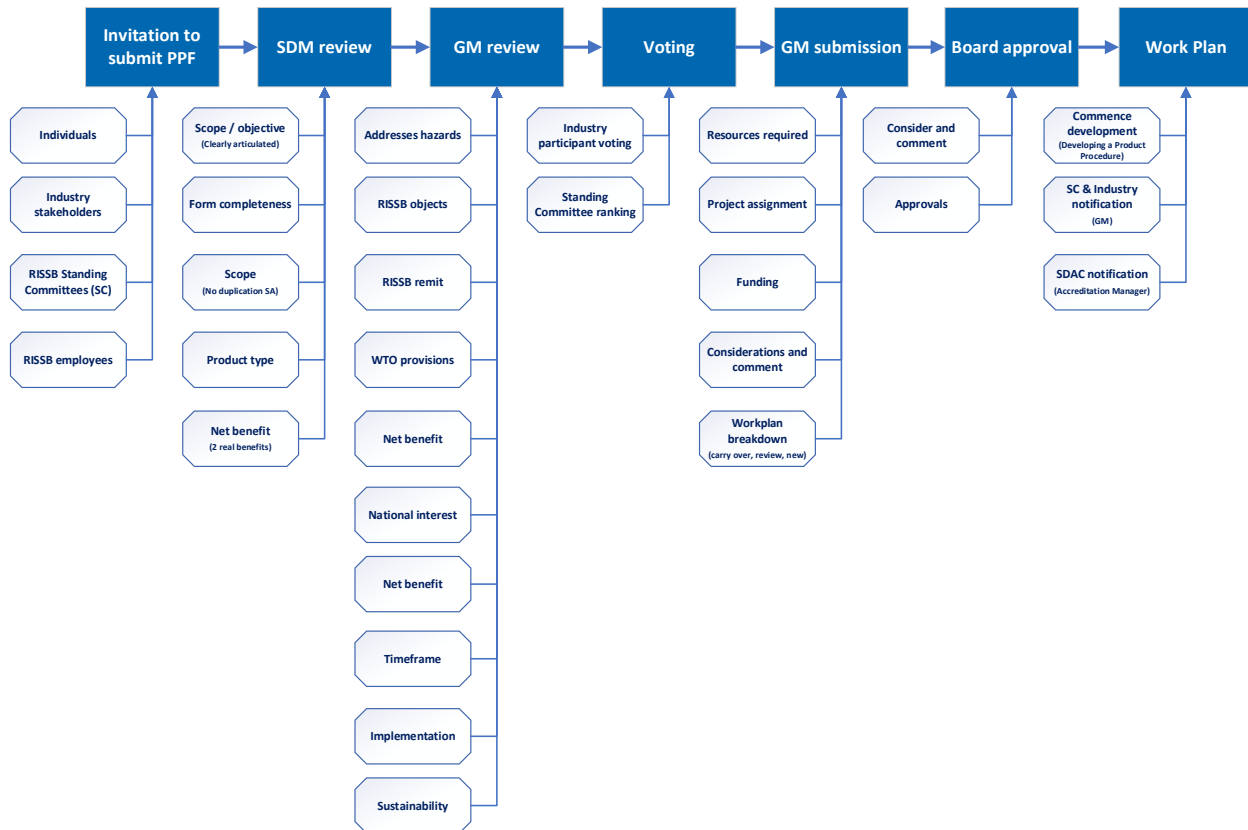 Invitation to
submit PPF
SDM review
GM review
Voting
GM submission
Board approval
Work Plan
Individuals
Industry
stakeholders
RISSB Standing
Committees (SC)
RISSB employees
Scope / objective
(Clearly articulated)
Form completeness
Scope
(No duplication SA)
Product type
Net benefit
(2 real benefits)
Addresses hazards
RISSB objects
RISSB remit
WTO provisions
Net benefit
National interest
Net benefit
Timeframe
Implementation
Sustainability
Industry
participant voting
Standing
Committee ranking
Resources required
Project assignment
Funding
Considerations and
comment
Workplan
breakdown
(carry over, review, new)
Consider and
comment
Approvals
Commence
development
(Developing a Product
Procedure)
SC & Industry
notification
(GM)
SDAC notification
(Accreditation Manager)